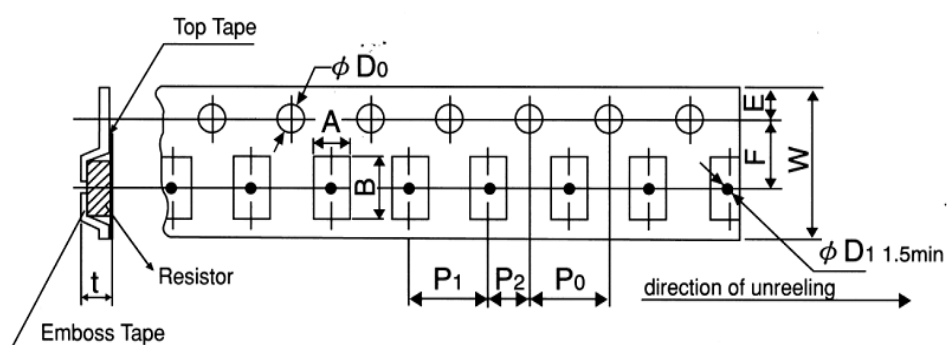 Top Tape
φ D0
A
B
E
F
W
φ D1 1.5min
Resistor
t
P1
P2
P0
direction of unreeling
Emboss Tape